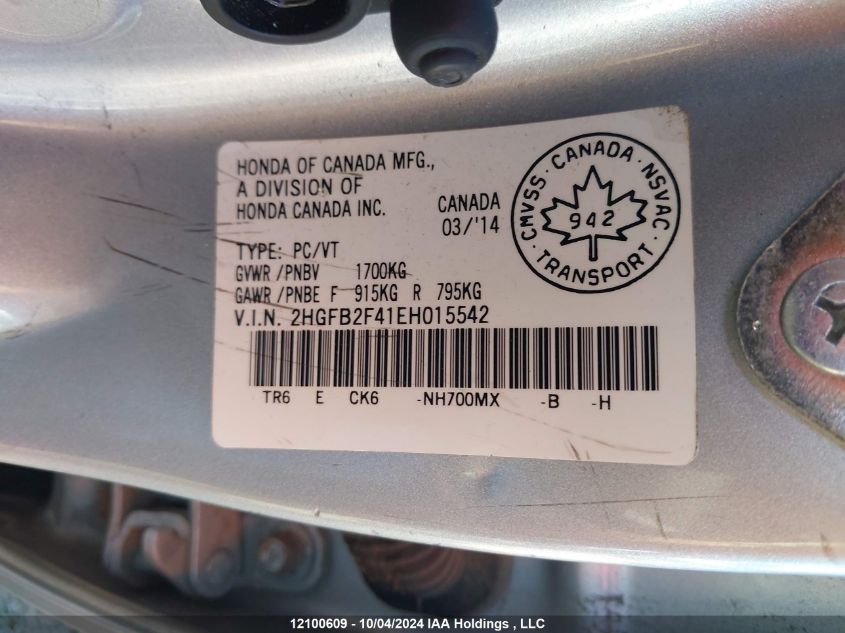 HONDA OF CANADA MFG.,
A DIVISION OF
HONDA CANADA INC.
CANADA
03/'14
CMVSS · CANADA · NSVAC
942
· TRANSPORT ·
TYPE: PC/VT
GVWR/PNBV 1700KG
GAWR/PNBE F 915KG R 795KG
V.I.N. 2HGFB2F41EH015542
TR6 E CK6 -NH700MX -B -H
12100609 - 10/04/2024 IAA Holdings , LLC